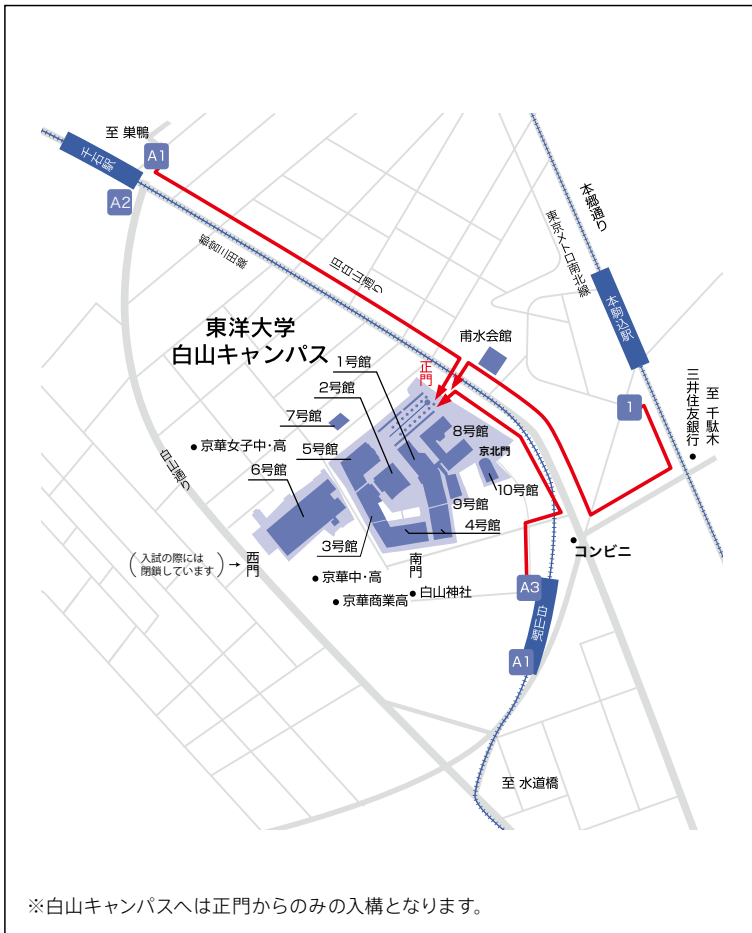 至 巣鴨
A1
千石駅
A2
都営三田線
旧白山通り
本郷通り
東京メトロ南北線
本駒込駅
東洋大学
白山キャンパス
甫水会館
正門
1号館
2号館
7号館
京華女子中・高
5号館
6号館
8号館
京北門
10号館
9号館
4号館
3号館
1
三井住友銀行
至 千駄木
白山通り
入試の際には
閉鎖しています
→
西門
南門
コンビニ
京華中・高
京華商業高
白山神社
A3
白山駅
A1
至 水道橋
※白山キャンパスへは正門からのみの入構となります。